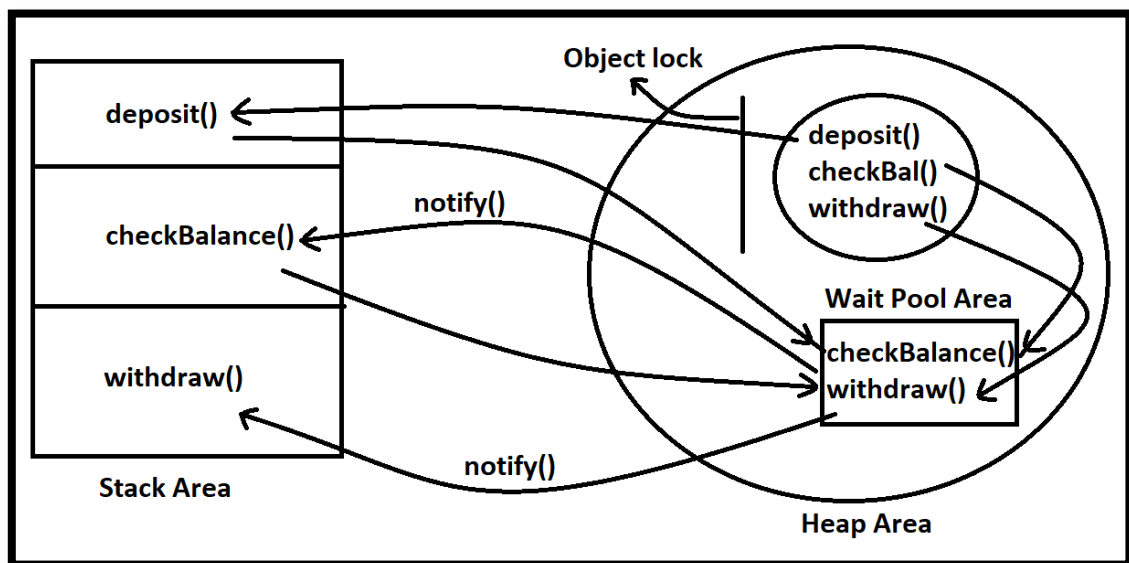 Object lock
deposit()
deposit()
checkBal()
withdraw()
notify()
checkBalance()
Wait Pool Area
checkBalance()
withdraw()
withdraw()
notify()
Stack Area
Heap Area